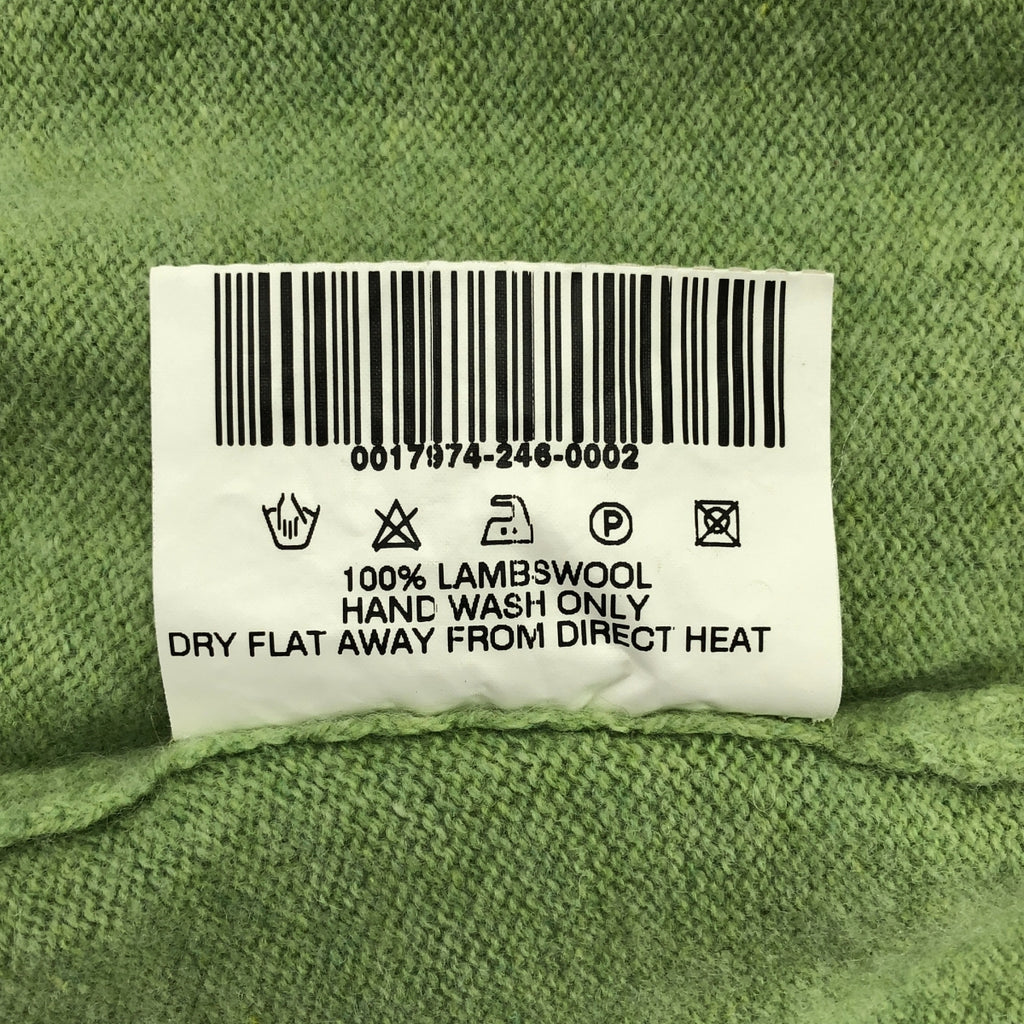 0017974-246-0002
P
100% LAMBSWOOL
HAND WASH ONLY
DRY FLAT AWAY FROM DIRECT HEAT